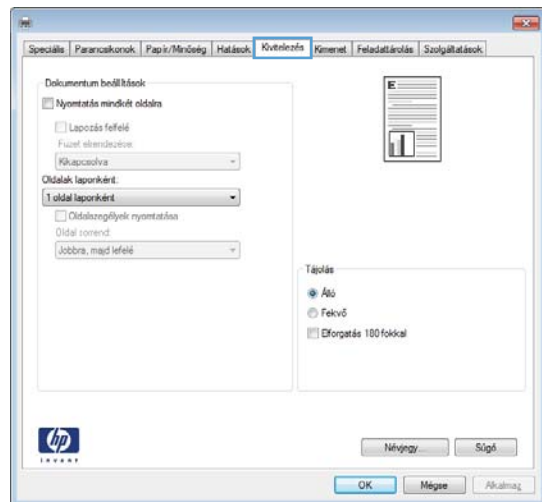 Speciális Parancsikonok Papír/Minőség Hatások Kivitelezés Kimenet Feladattárolás Szolgáltatások
Dokumentum beállítások
Nyomtatás mindkét oldalra
Lapozás felfelé
Füzet elrendezése:
Kikapcsolva
Oldalak laponként:
1 oldal laponként
Oldalszegélyek nyomtatása
Oldal sorrend:
Jobbra, majd lefelé
E
Tájolás
Álló
Fekvő
Elforgatás 180 fokkal
hp
invent
Névjegy... Súgó
OK Mégse Alkalmaz